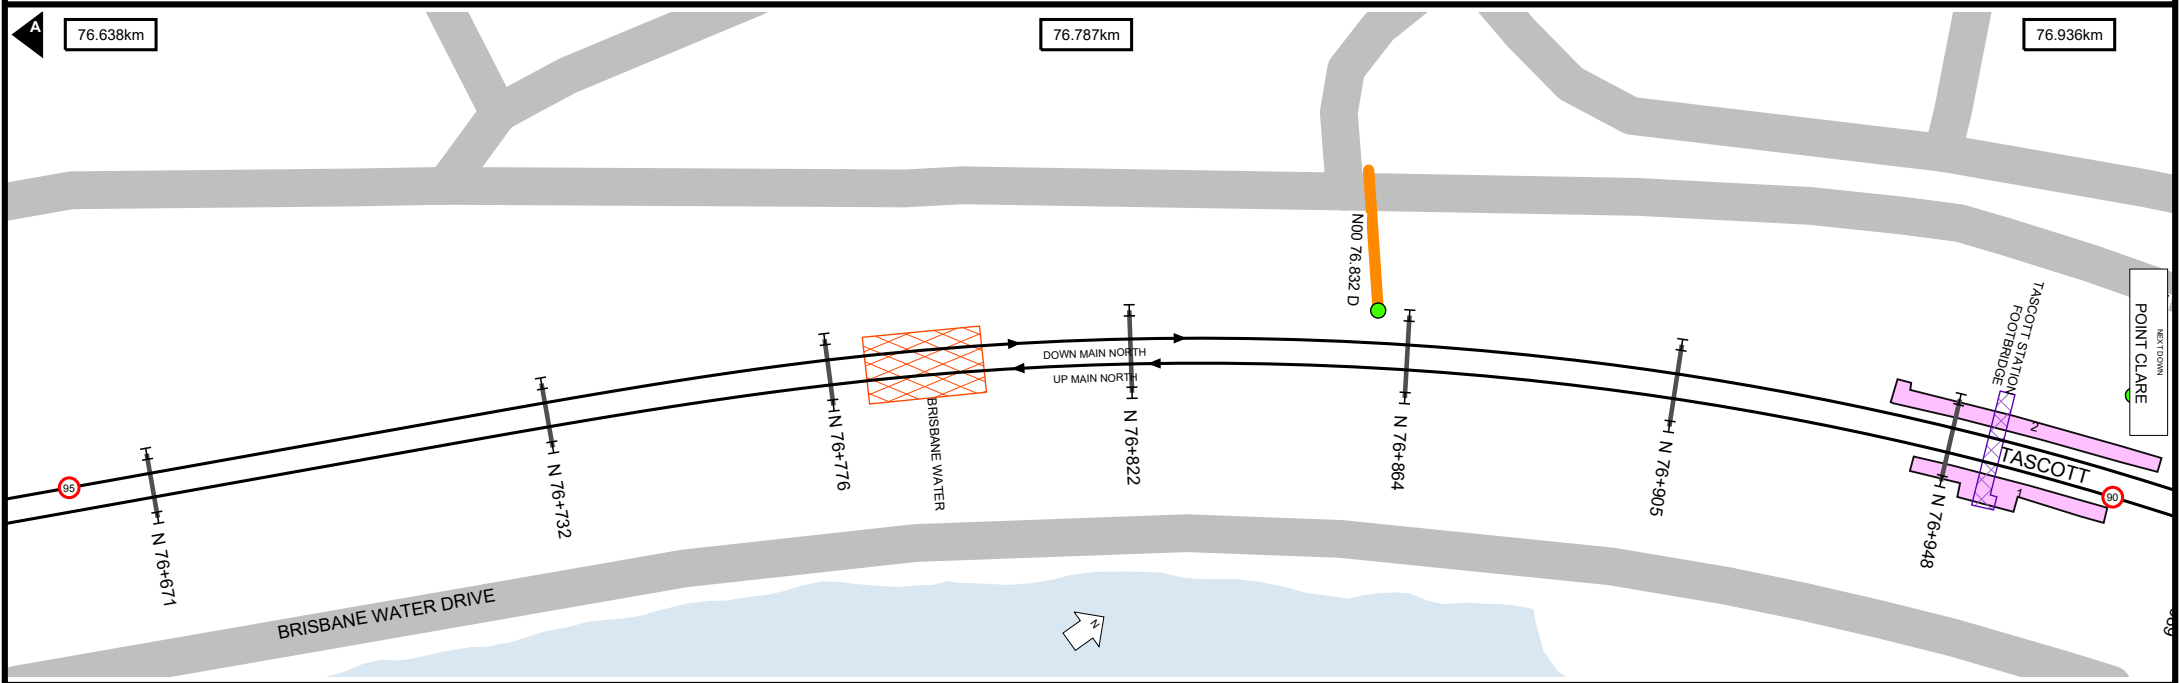 A
76.638km
76.787km
76.936km
N00 76.832 D
TASCOTT STATION
FOOTBRIDGE
NEXT DOWN
POINT CLARE
DOWN MAIN NORTH
UP MAIN NORTH
BRISBANE WATER
95
N 76+671
N 76+732
N 76+776
N 76+822
N 76+864
N 76+905
N 76+948
2
TASCOTT
1
90
BRISBANE WATER DRIVE
N